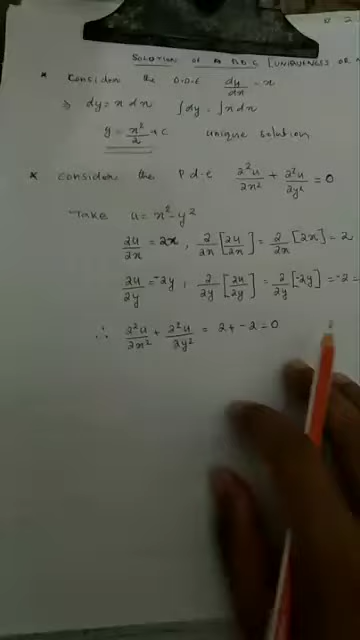 SOLUTION OF P.D.E [UNIQUENESS OR
* Consider the O.D.E dy/dx = x
⇒ dy = x dx ∫dy = ∫x dx
y = x²/2 + c unique solution
* Consider the P.d.E ∂²u/∂x² + ∂²u/∂y² = 0
Take u = x² - y²
∂u/∂x = 2x, ∂/∂x [∂u/∂x] = ∂/∂x [2x] = 2
∂u/∂y = -2y, ∂/∂y [∂u/∂y] = ∂/∂y [-2y] = -2
∴ ∂²u/∂x² + ∂²u/∂y² = 2 + -2 = 0